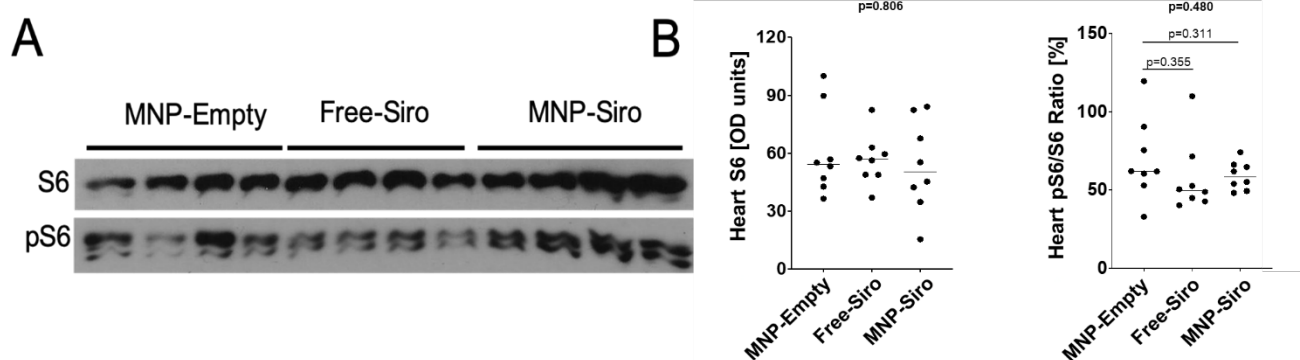 A
MNP-Empty Free-Siro MNP-Siro
S6
pS6
B
p=0.806
Heart S6 [OD units]
120
90
60
30
0
MNP-Empty
Free-Siro
MNP-Siro
p=0.480
p=0.311
p=0.355
Heart pS6/S6 Ratio [%]
150
100
50
0
MNP-Empty
Free-Siro
MNP-Siro